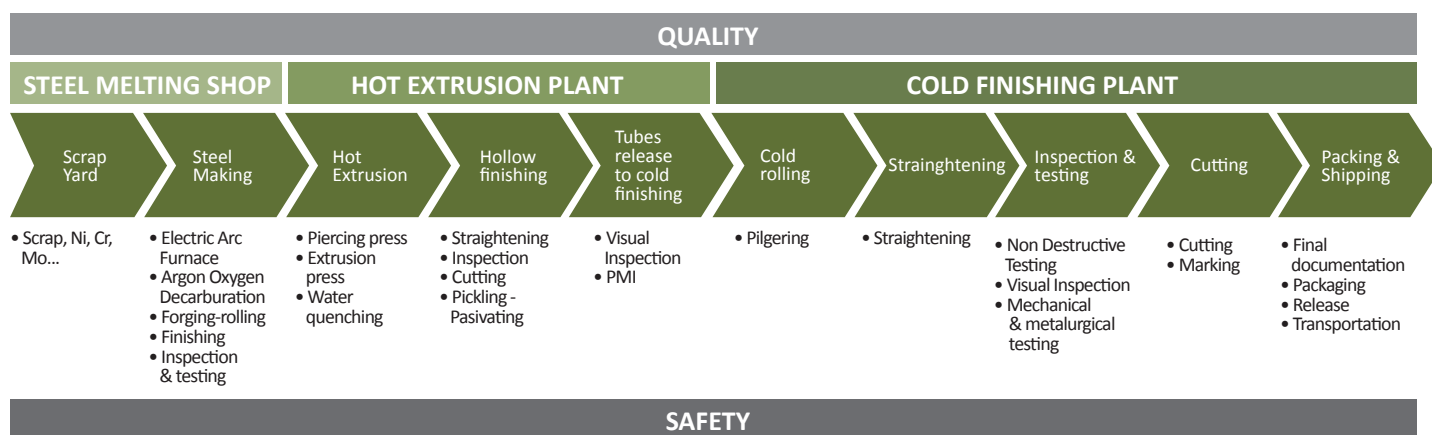 QUALITY
STEEL MELTING SHOP
HOT EXTRUSION PLANT
COLD FINISHING PLANT
Scrap
Yard
Steel
Making
Hot
Extrusion
Hollow
finishing
Tubes
release
to cold
finishing
Cold
rolling
Strainghtening
Inspection &
testing
Cutting
Packing &
Shipping
• Scrap, Ni, Cr,
Mo...
• Electric Arc
Furnace
• Argon Oxygen
Decarburation
• Forging-rolling
• Finishing
• Inspection
& testing
• Piercing press
• Extrusion
press
• Water
quenching
• Straightening
• Inspection
• Cutting
• Pickling -
Pasivating
• Visual
Inspection
• PMI
• Pilgering
• Straightening
• Non Destructive
Testing
• Visual Inspection
• Mechanical
& metalurgical
testing
• Cutting
• Marking
• Final
documentation
• Packaging
• Release
• Transportation
SAFETY